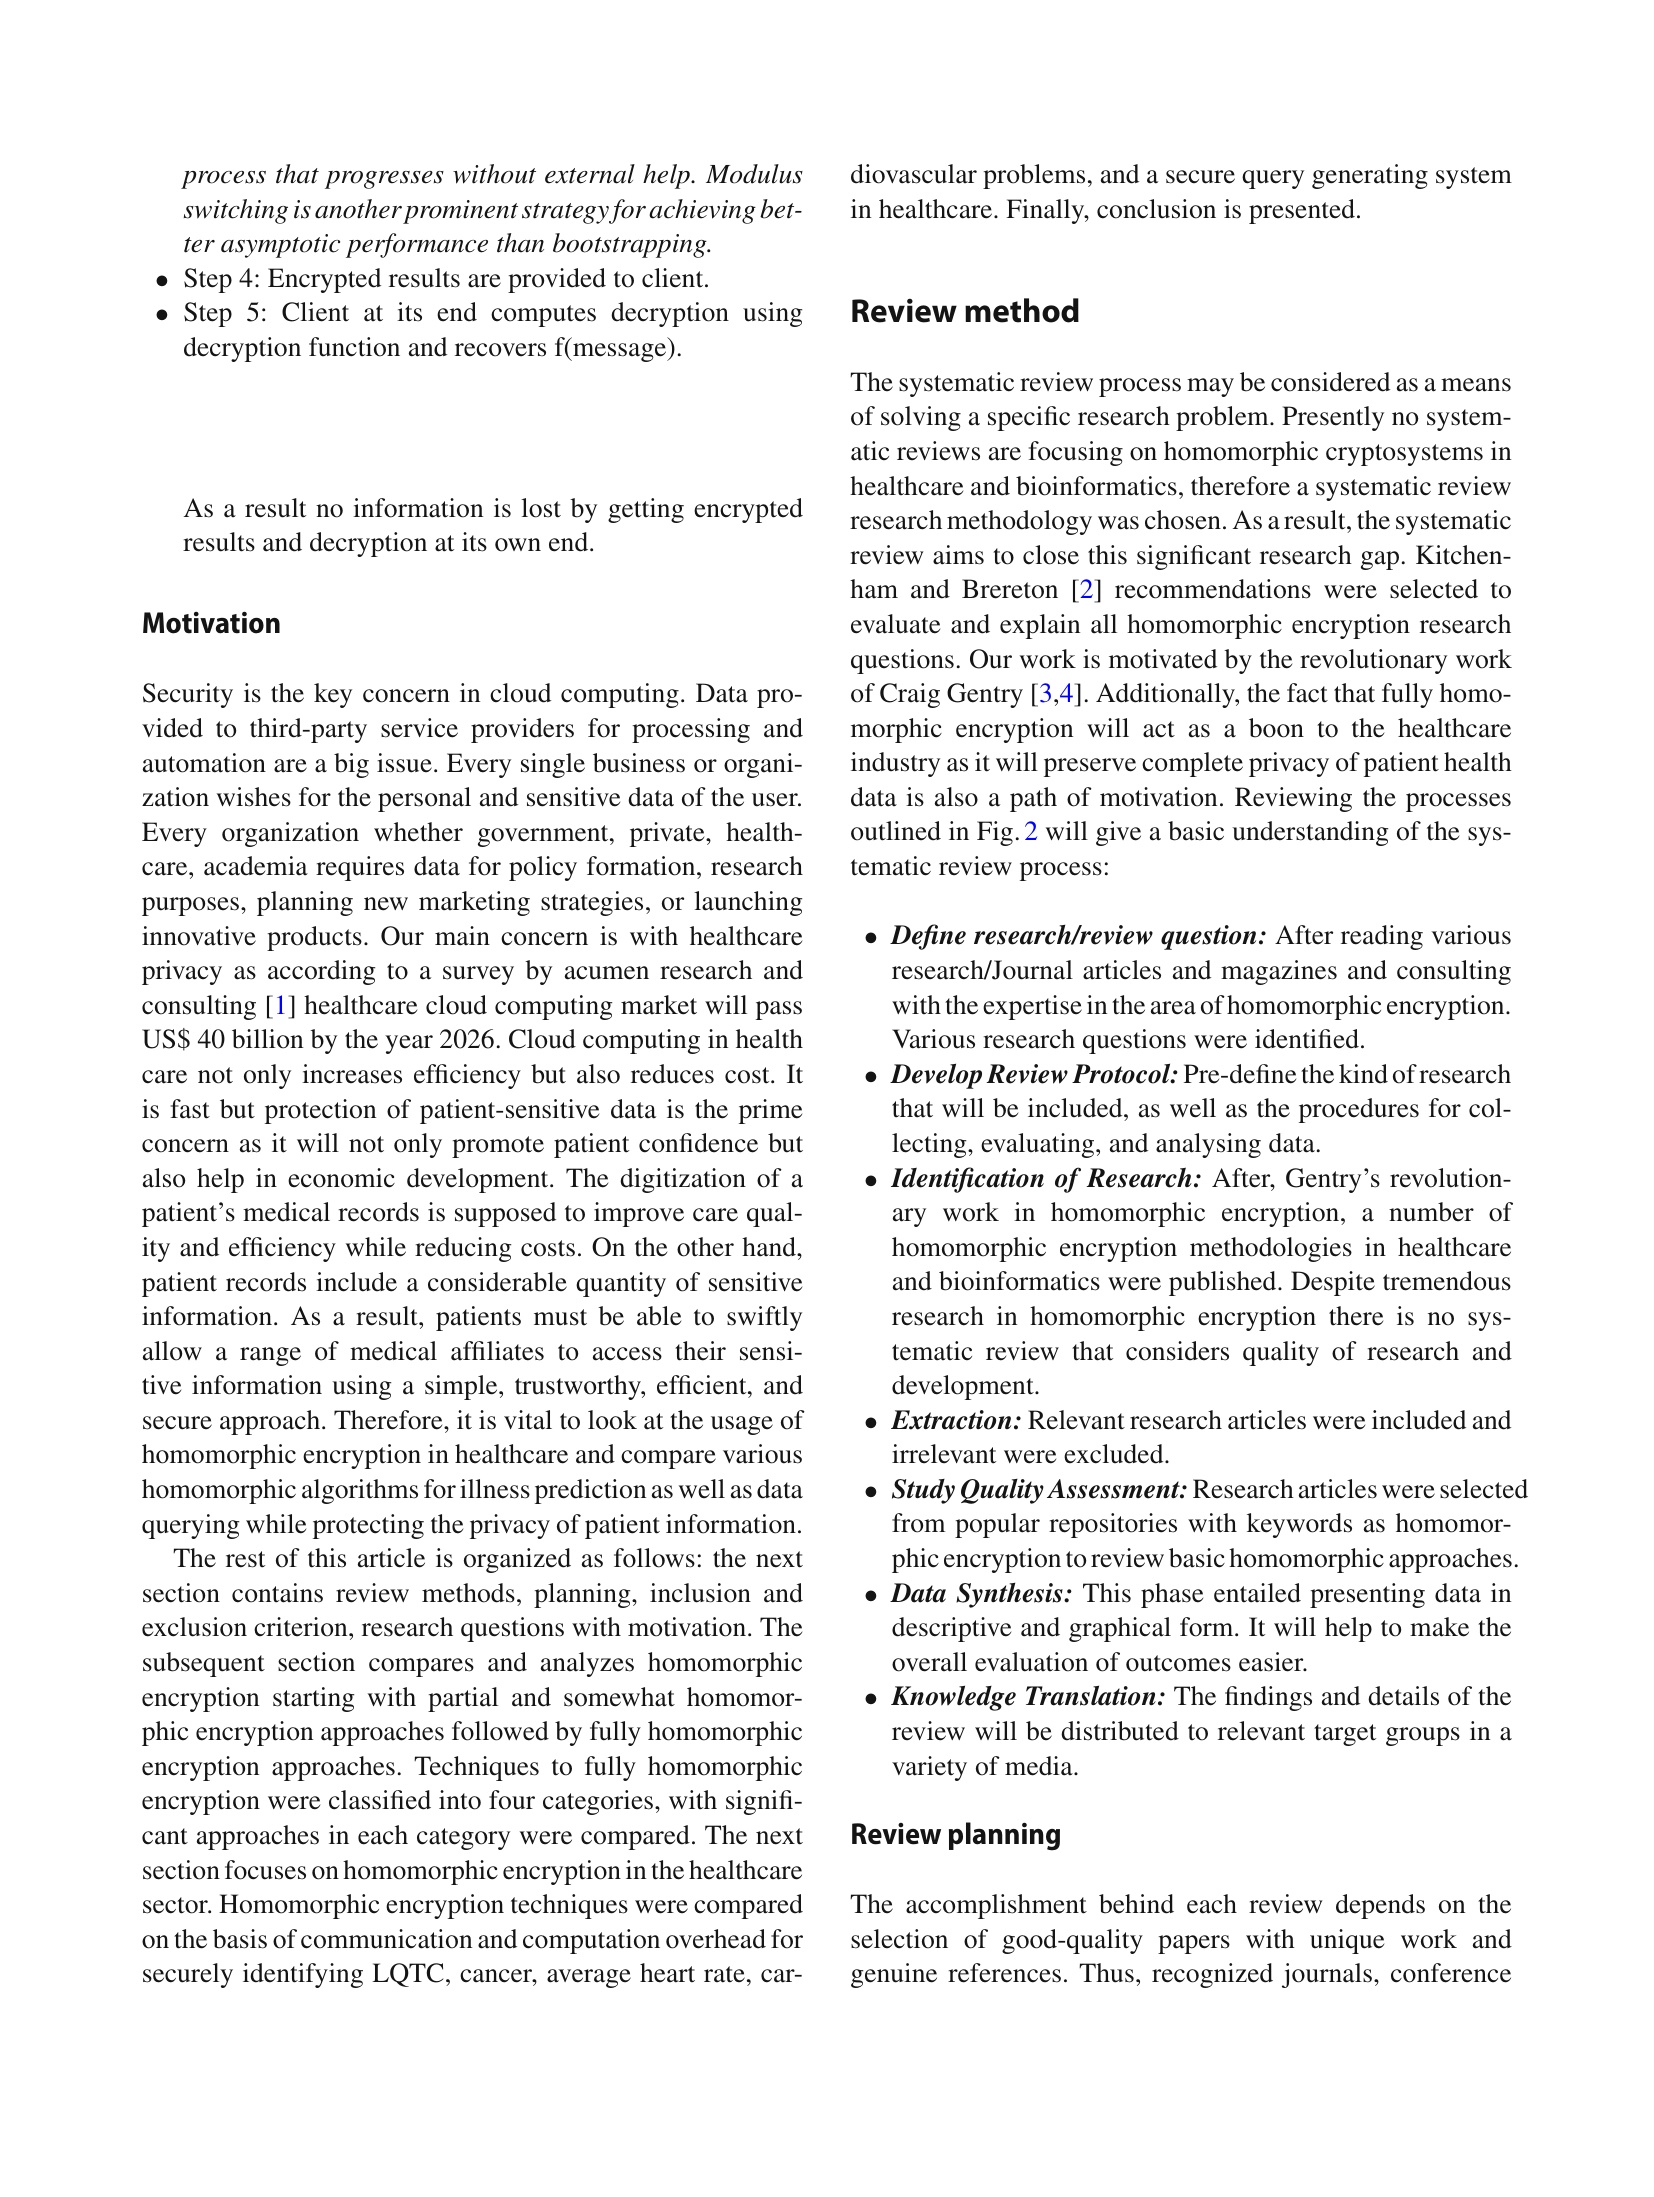 process that progresses without external help. Modulus
switching is another prominent strategy for achieving bet-
ter asymptotic performance than bootstrapping.
• Step 4: Encrypted results are provided to client.
• Step 5: Client at its end computes decryption using
decryption function and recovers f(message).
As a result no information is lost by getting encrypted
results and decryption at its own end.
Motivation
Security is the key concern in cloud computing. Data pro-
vided to third-party service providers for processing and
automation are a big issue. Every single business or organi-
zation wishes for the personal and sensitive data of the user.
Every organization whether government, private, health-
care, academia requires data for policy formation, research
purposes, planning new marketing strategies, or launching
innovative products. Our main concern is with healthcare
privacy as according to a survey by acumen research and
consulting [1] healthcare cloud computing market will pass
US$ 40 billion by the year 2026. Cloud computing in health
care not only increases efficiency but also reduces cost. It
is fast but protection of patient-sensitive data is the prime
concern as it will not only promote patient confidence but
also help in economic development. The digitization of a
patient's medical records is supposed to improve care qual-
ity and efficiency while reducing costs. On the other hand,
patient records include a considerable quantity of sensitive
information. As a result, patients must be able to swiftly
allow a range of medical affiliates to access their sensi-
tive information using a simple, trustworthy, efficient, and
secure approach. Therefore, it is vital to look at the usage of
homomorphic encryption in healthcare and compare various
homomorphic algorithms for illness prediction as well as data
querying while protecting the privacy of patient information.
The rest of this article is organized as follows: the next
section contains review methods, planning, inclusion and
exclusion criterion, research questions with motivation. The
subsequent section compares and analyzes homomorphic
encryption starting with partial and somewhat homomor-
phic encryption approaches followed by fully homomorphic
encryption approaches. Techniques to fully homomorphic
encryption were classified into four categories, with signifi-
cant approaches in each category were compared. The next
section focuses on homomorphic encryption in the healthcare
sector. Homomorphic encryption techniques were compared
on the basis of communication and computation overhead for
securely identifying LQTC, cancer, average heart rate, car-
diovascular problems, and a secure query generating system
in healthcare. Finally, conclusion is presented.
Review method
The systematic review process may be considered as a means
of solving a specific research problem. Presently no system-
atic reviews are focusing on homomorphic cryptosystems in
healthcare and bioinformatics, therefore a systematic review
research methodology was chosen. As a result, the systematic
review aims to close this significant research gap. Kitchen-
ham and Brereton [2] recommendations were selected to
evaluate and explain all homomorphic encryption research
questions. Our work is motivated by the revolutionary work
of Craig Gentry [3,4]. Additionally, the fact that fully homo-
morphic encryption will act as a boon to the healthcare
industry as it will preserve complete privacy of patient health
data is also a path of motivation. Reviewing the processes
outlined in Fig. 2 will give a basic understanding of the sys-
tematic review process:
• Define research/review question: After reading various
research/Journal articles and magazines and consulting
with the expertise in the area of homomorphic encryption.
Various research questions were identified.
• Develop Review Protocol: Pre-define the kind of research
that will be included, as well as the procedures for col-
lecting, evaluating, and analysing data.
• Identification of Research: After, Gentry's revolution-
ary work in homomorphic encryption, a number of
homomorphic encryption methodologies in healthcare
and bioinformatics were published. Despite tremendous
research in homomorphic encryption there is no sys-
tematic review that considers quality of research and
development.
• Extraction: Relevant research articles were included and
irrelevant were excluded.
• Study Quality Assessment: Research articles were selected
from popular repositories with keywords as homomor-
phic encryption to review basic homomorphic approaches.
• Data Synthesis: This phase entailed presenting data in
descriptive and graphical form. It will help to make the
overall evaluation of outcomes easier.
• Knowledge Translation: The findings and details of the
review will be distributed to relevant target groups in a
variety of media.
Review planning
The accomplishment behind each review depends on the
selection of good-quality papers with unique work and
genuine references. Thus, recognized journals, conference